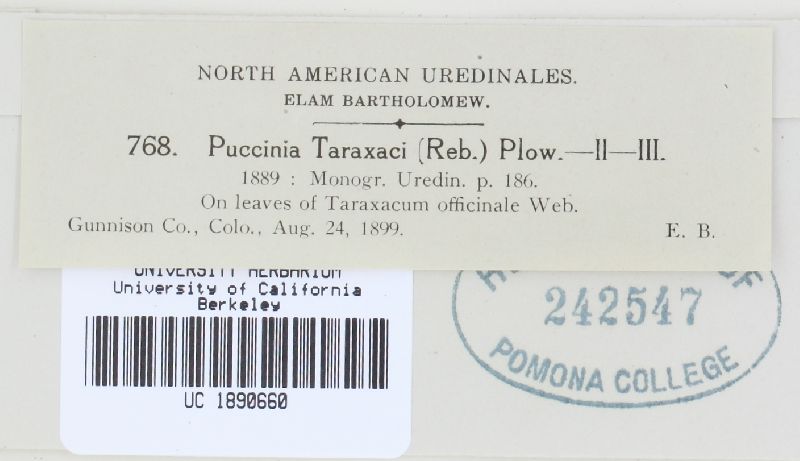 NORTH AMERICAN UREDINALES.
ELAM BARTHOLOMEW.
768. Puccinia Taraxaci (Reb.) Plow.—II—III.
1889 : Monogr. Uredin. p. 186.
On leaves of Taraxacum officinale Web.
Gunnison Co., Colo., Aug. 24, 1899. E. B.
UNIVERSITY HERBARIUM
University of California
Berkeley
UC 1890660
242547
POMONA COLLEGE